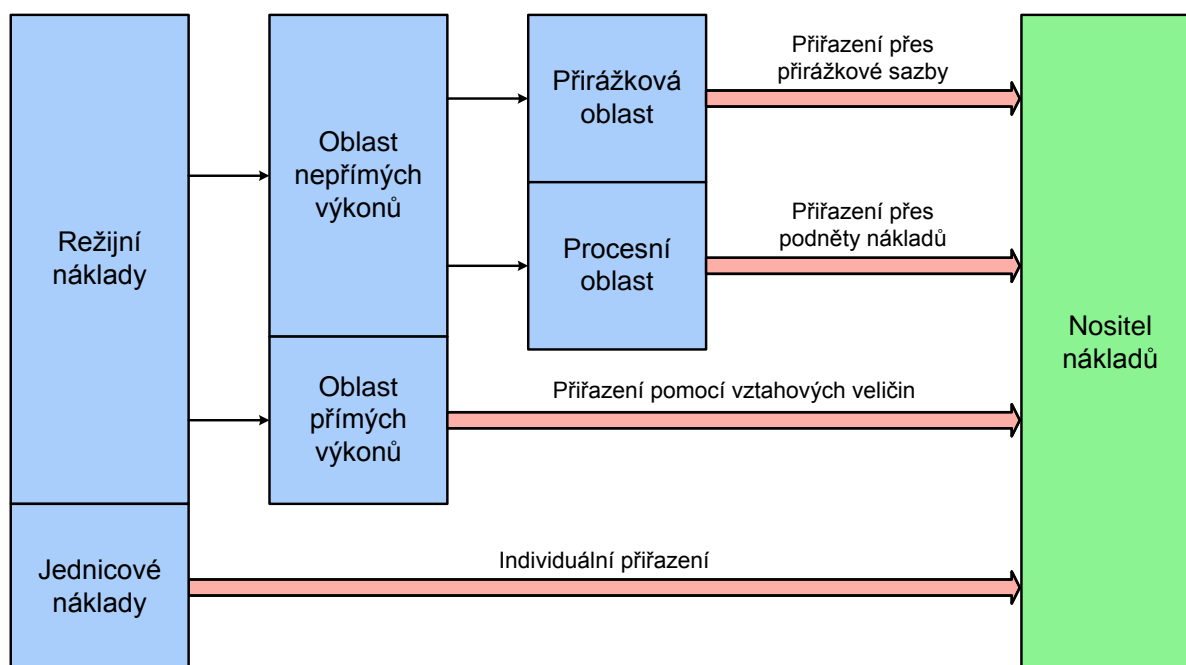 Režijní
náklady
Jednicové
náklady
Oblast
nepřímých
výkonů
Oblast
přímých
výkonů
Přirážková
oblast
Procesní
oblast
Přiřazení přes
přirážkové sazby
Přiřazení přes
podněty nákladů
Přiřazení pomocí vztahových veličin
Individuální přiřazení
Nositel
nákladů